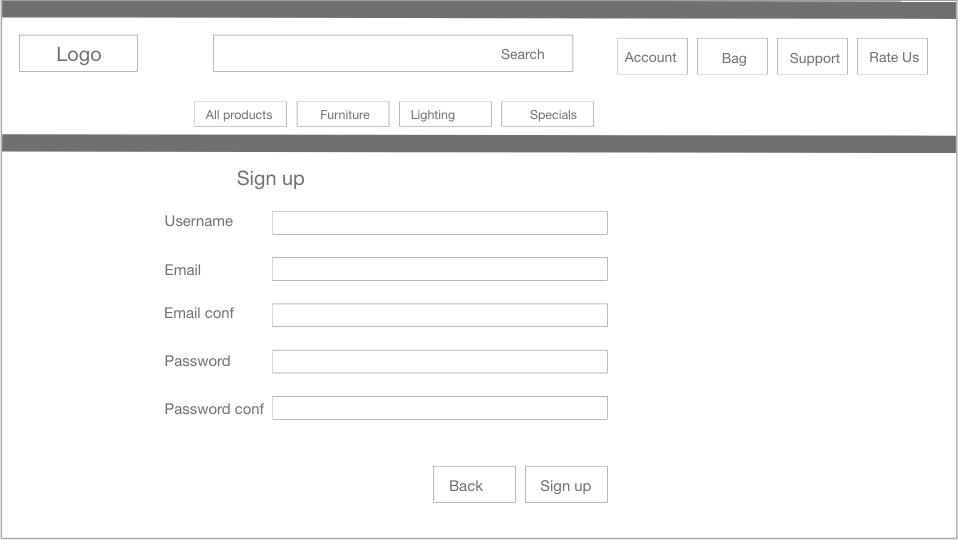 Logo
Search
Account
Bag
Support
Rate Us
All products
Furniture
Lighting
Specials
Sign up
Username
Email
Email conf
Password
Password conf
Back
Sign up